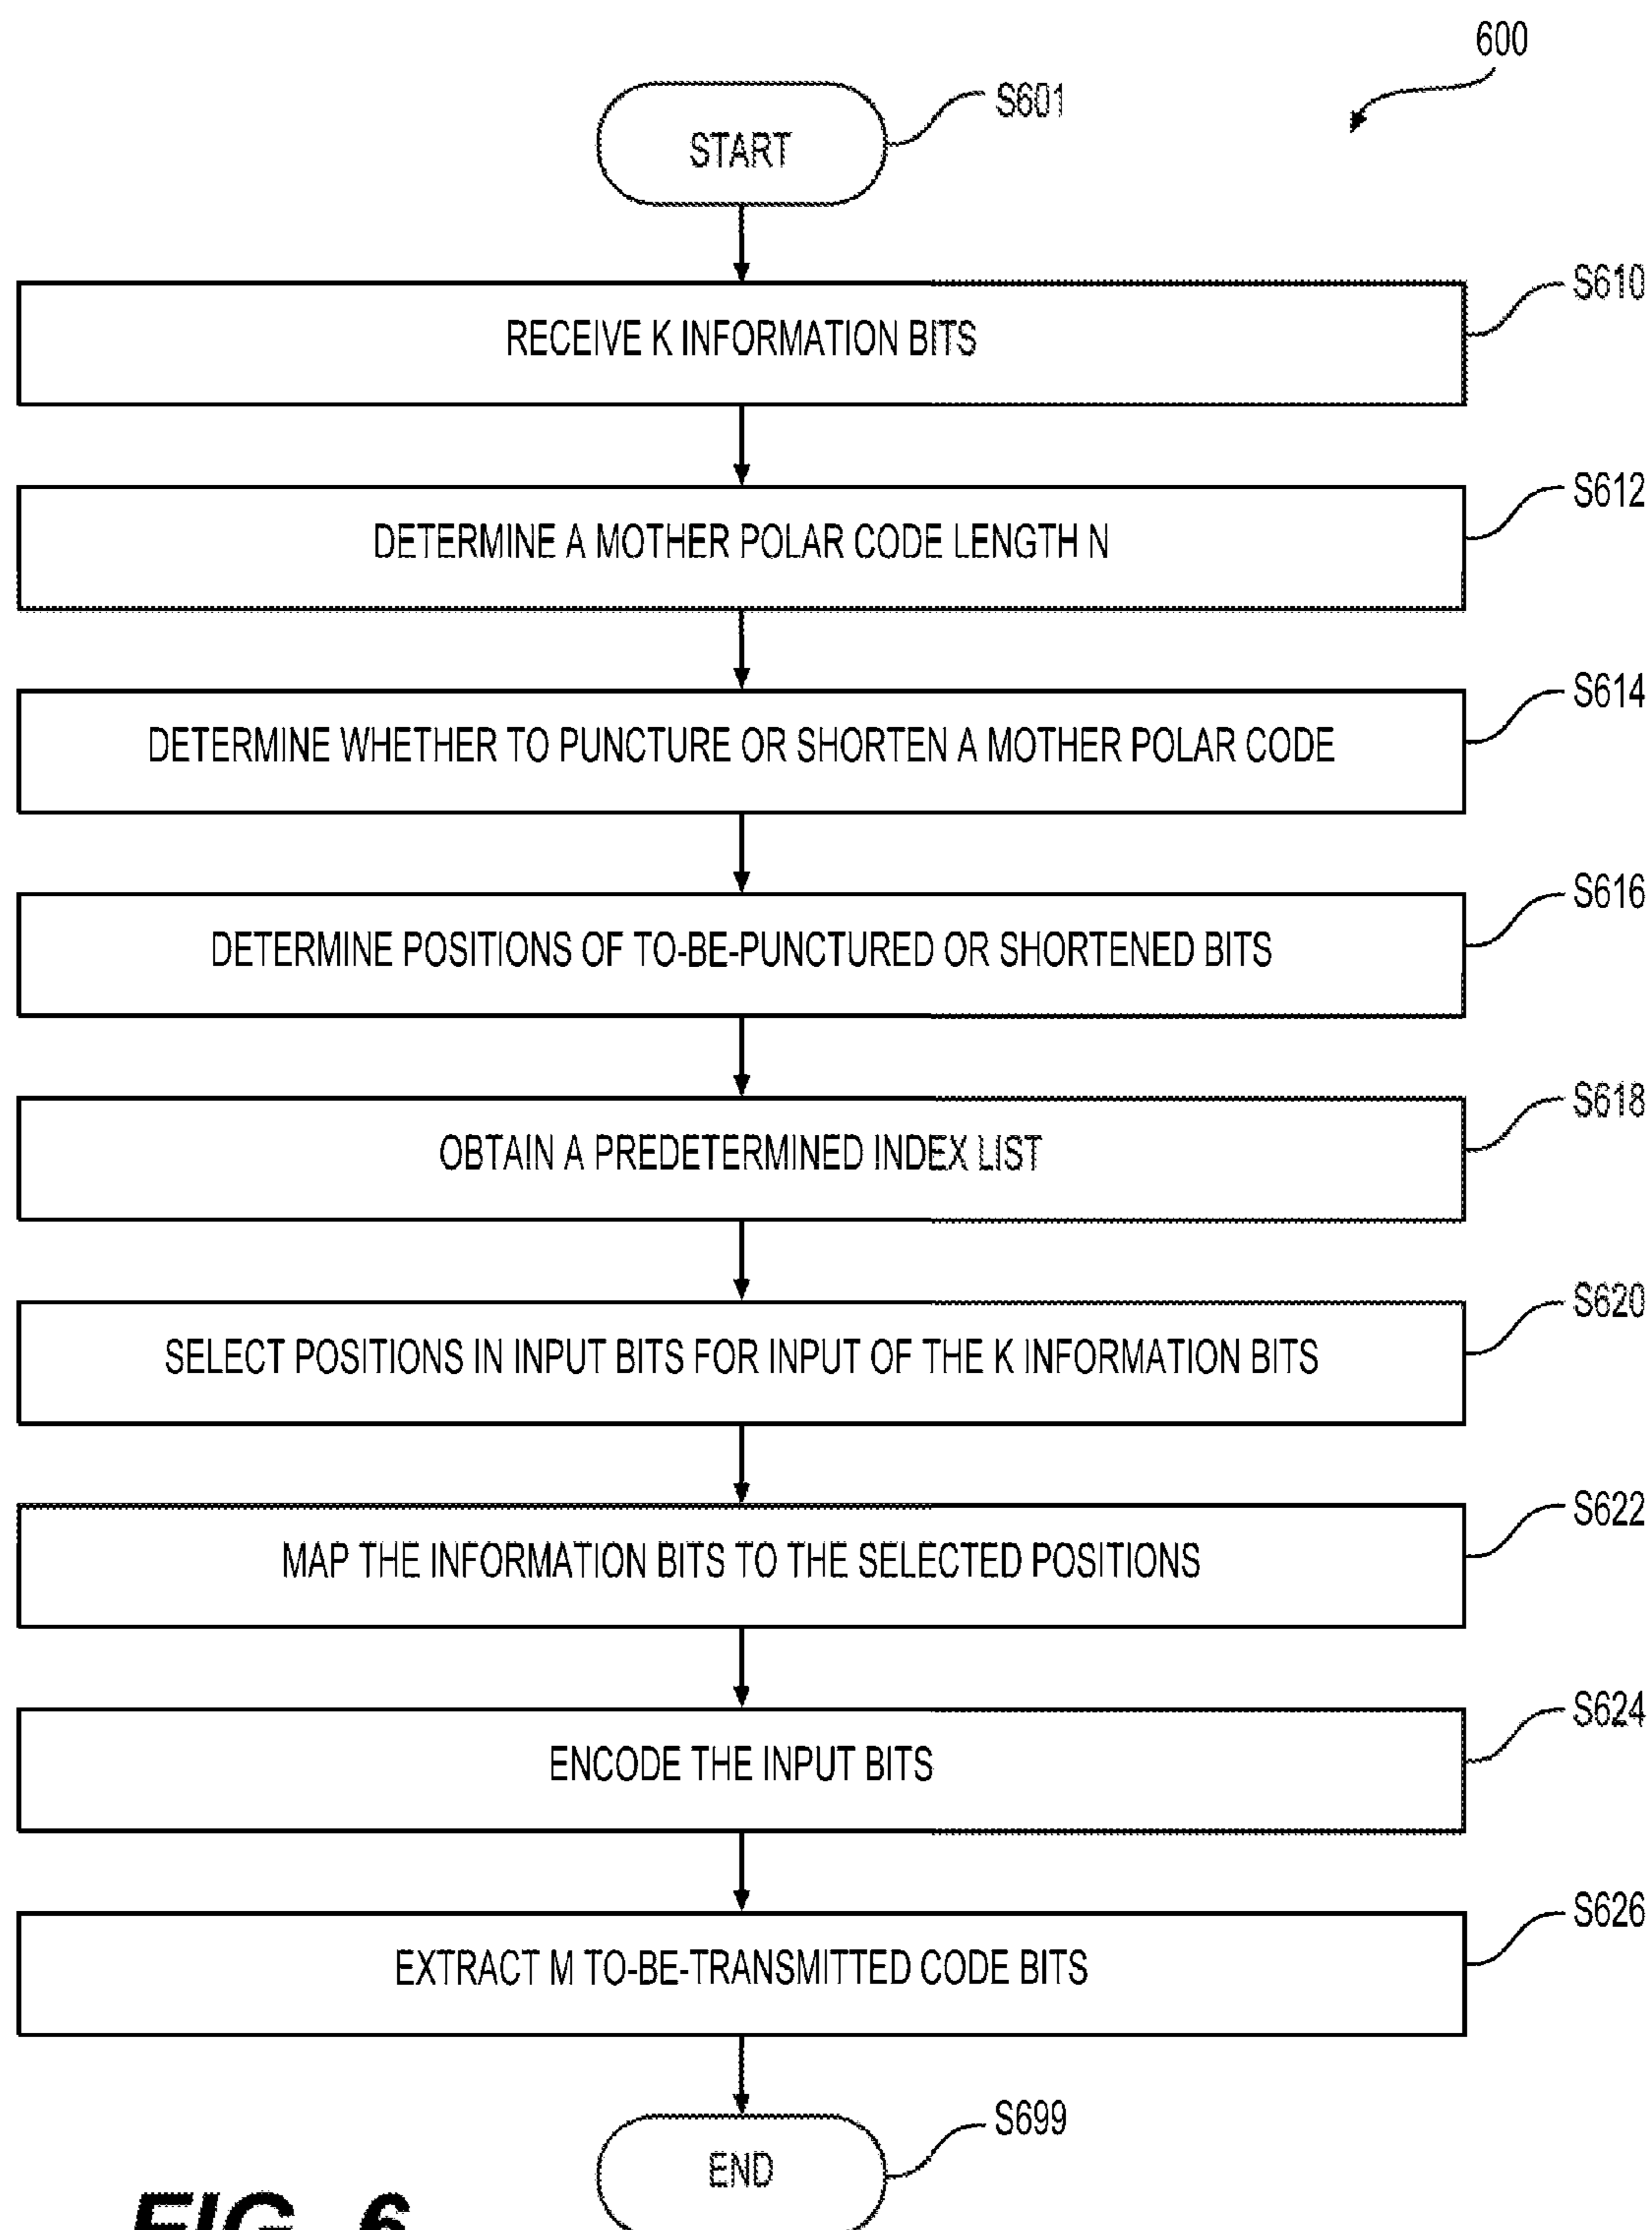 600
START
S601
RECEIVE K INFORMATION BITS
S610
DETERMINE A MOTHER POLAR CODE LENGTH N
S612
DETERMINE WHETHER TO PUNCTURE OR SHORTEN A MOTHER POLAR CODE
S614
DETERMINE POSITIONS OF TO-BE-PUNCTURED OR SHORTENED BITS
S616
OBTAIN A PREDETERMINED INDEX LIST
S618
SELECT POSITIONS IN INPUT BITS FOR INPUT OF THE K INFORMATION BITS
S620
MAP THE INFORMATION BITS TO THE SELECTED POSITIONS
S622
ENCODE THE INPUT BITS
S624
EXTRACT M TO-BE-TRANSMITTED CODE BITS
S626
END
S699
FIG. 6